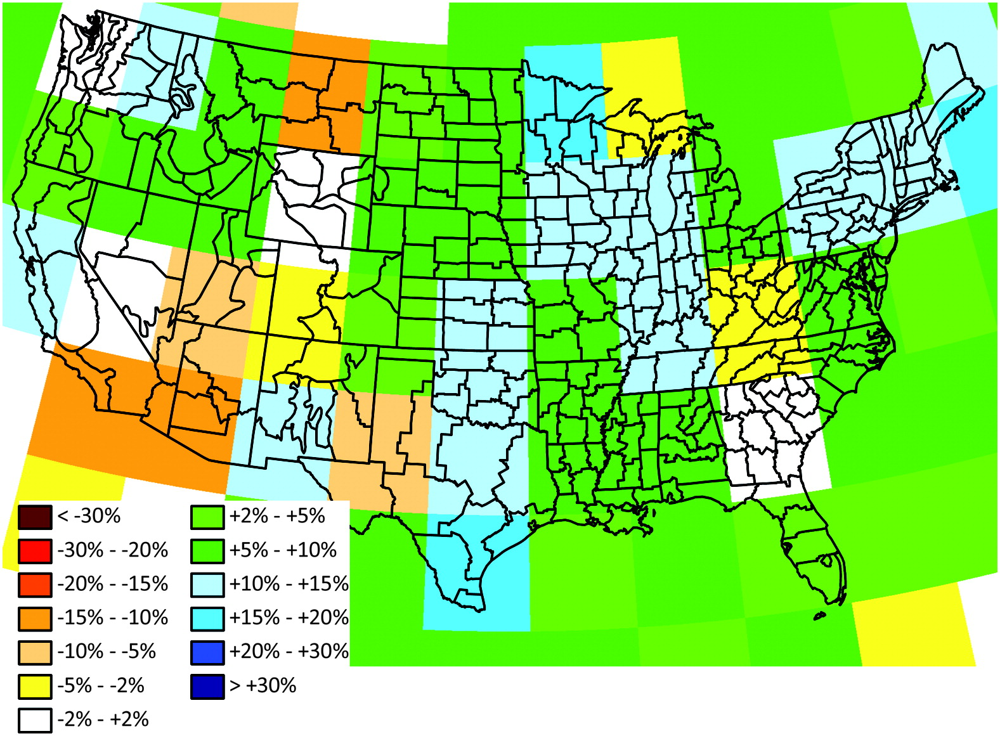 < -30%
-30% - -20%
-20% - -15%
-15% - -10%
-10% - -5%
-5% - -2%
-2% - +2%
+2% - +5%
+5% - +10%
+10% - +15%
+15% - +20%
+20% - +30%
> +30%